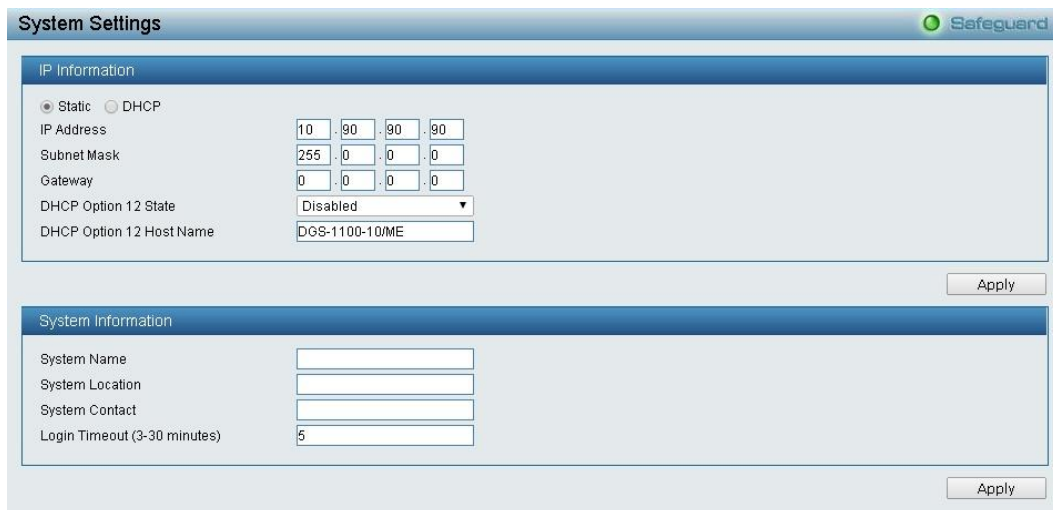 System Settings
Safeguard
IP Information
Static DHCP
IP Address 10 . 90 . 90 . 90
Subnet Mask 255 . 0 . 0 . 0
Gateway 0 . 0 . 0 . 0
DHCP Option 12 State Disabled
DHCP Option 12 Host Name DGS-1100-10/ME
Apply
System Information
System Name
System Location
System Contact
Login Timeout (3-30 minutes) 5
Apply